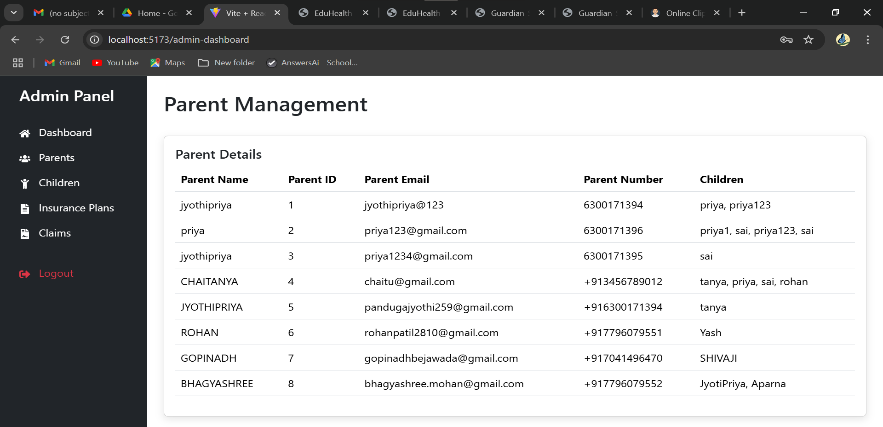 (no subjec
Home - Go
Vite + Rea
EduHealth
EduHealth
Guardian
Guardian
Online Clip
localhost:5173/admin-dashboard
Gmail YouTube Maps New folder AnswersAi School...
Admin Panel
Dashboard
Parents
Children
Insurance Plans
Claims
Logout
Parent Management
Parent Details
Parent Name Parent ID Parent Email Parent Number Children
jyothipriya 1 jyothipriya@123 6300171394 priya, priya123
priya 2 priya123@gmail.com 6300171396 priya1, sai, priya123, sai
jyothipriya 3 priya1234@gmail.com 6300171395 sai
CHAITANYA 4 chaitu@gmail.com +913456789012 tanya, priya, sai, rohan
JYOTHIPRIYA 5 pandugajyothi259@gmail.com +916300171394 tanya
ROHAN 6 rohanpatil2810@gmail.com +917796079551 Yash
GOPINADH 7 gopinadhbejawada@gmail.com +917041496470 SHIVAJI
BHAGYASHREE 8 bhagyashree.mohan@gmail.com +917796079552 JyotiPriya, Aparna